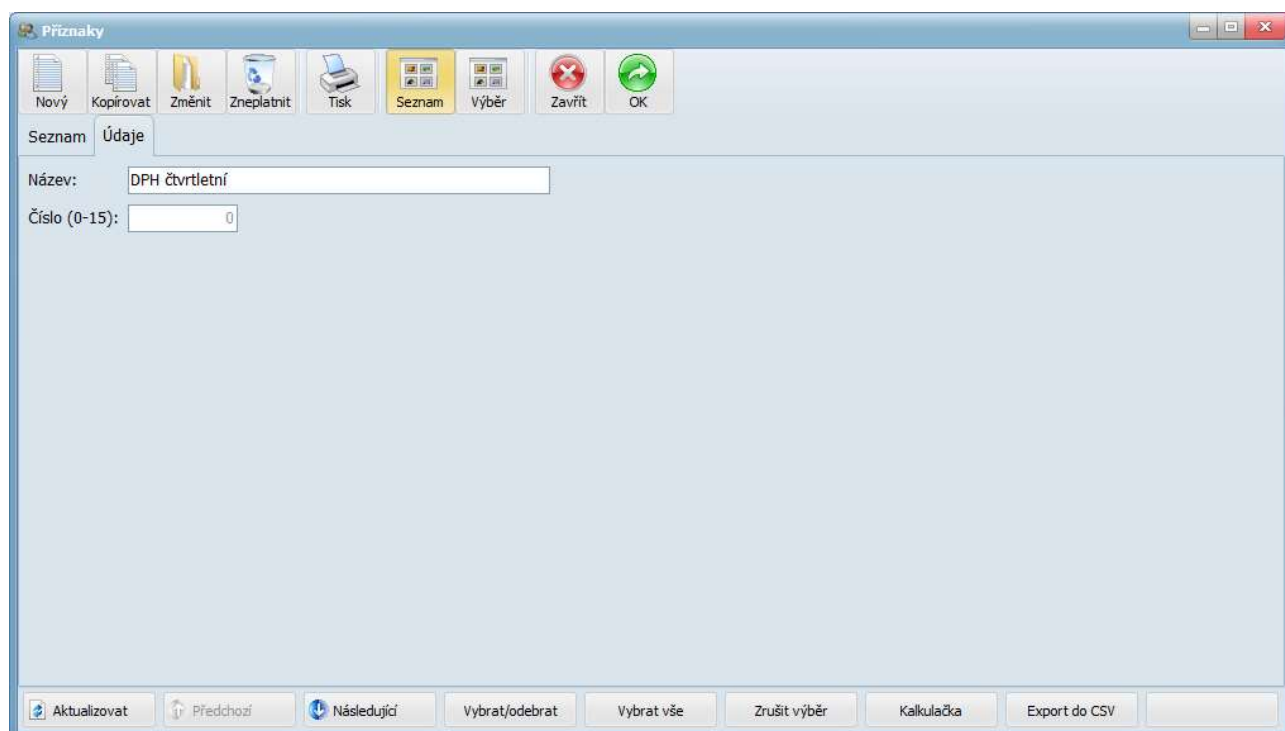 Příznaky
Nový Kopírovat Změnit Zneplatnit Tisk Seznam Výběr Zavřít OK
Seznam Údaje
Název: DPH čtvrtletní
Číslo (0-15): 0
Aktualizovat Předchozí Následující Vybrat/odebrat Vybrat vše Zrušit výběr Kalkulačka Export do CSV